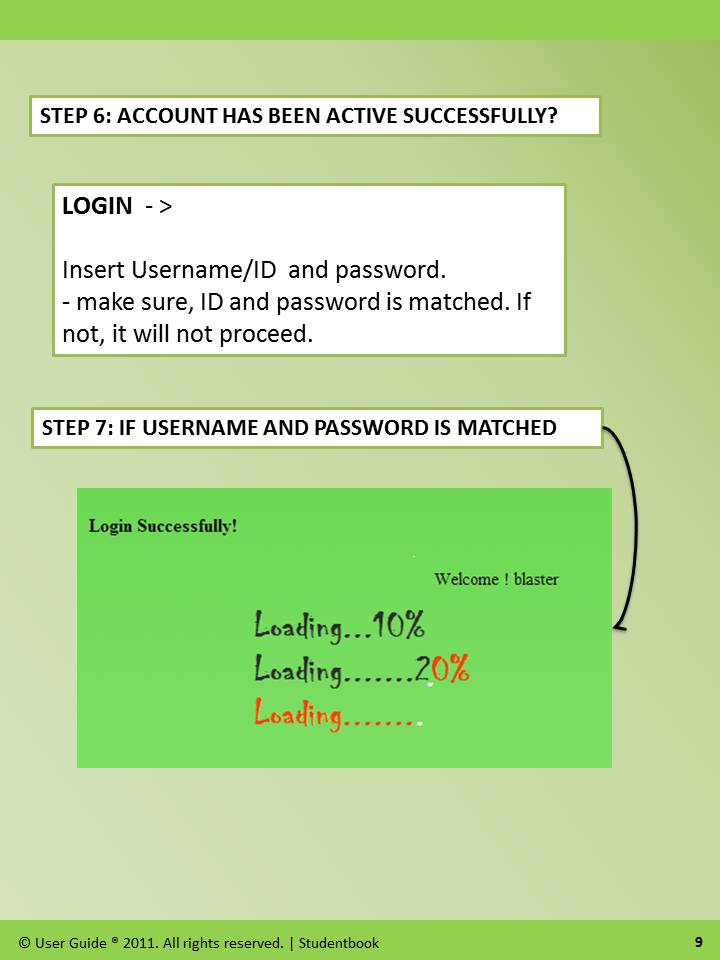 STEP 6: ACCOUNT HAS BEEN ACTIVE SUCCESSFULLY?
LOGIN - >
Insert Username/ID and password.
- make sure, ID and password is matched. If
not, it will not proceed.
STEP 7: IF USERNAME AND PASSWORD IS MATCHED
Login Successfully!
Welcome ! blaster
Loading...10%
Loading.......20%
Loading.........
© User Guide ® 2011. All rights reserved. | Studentbook
9